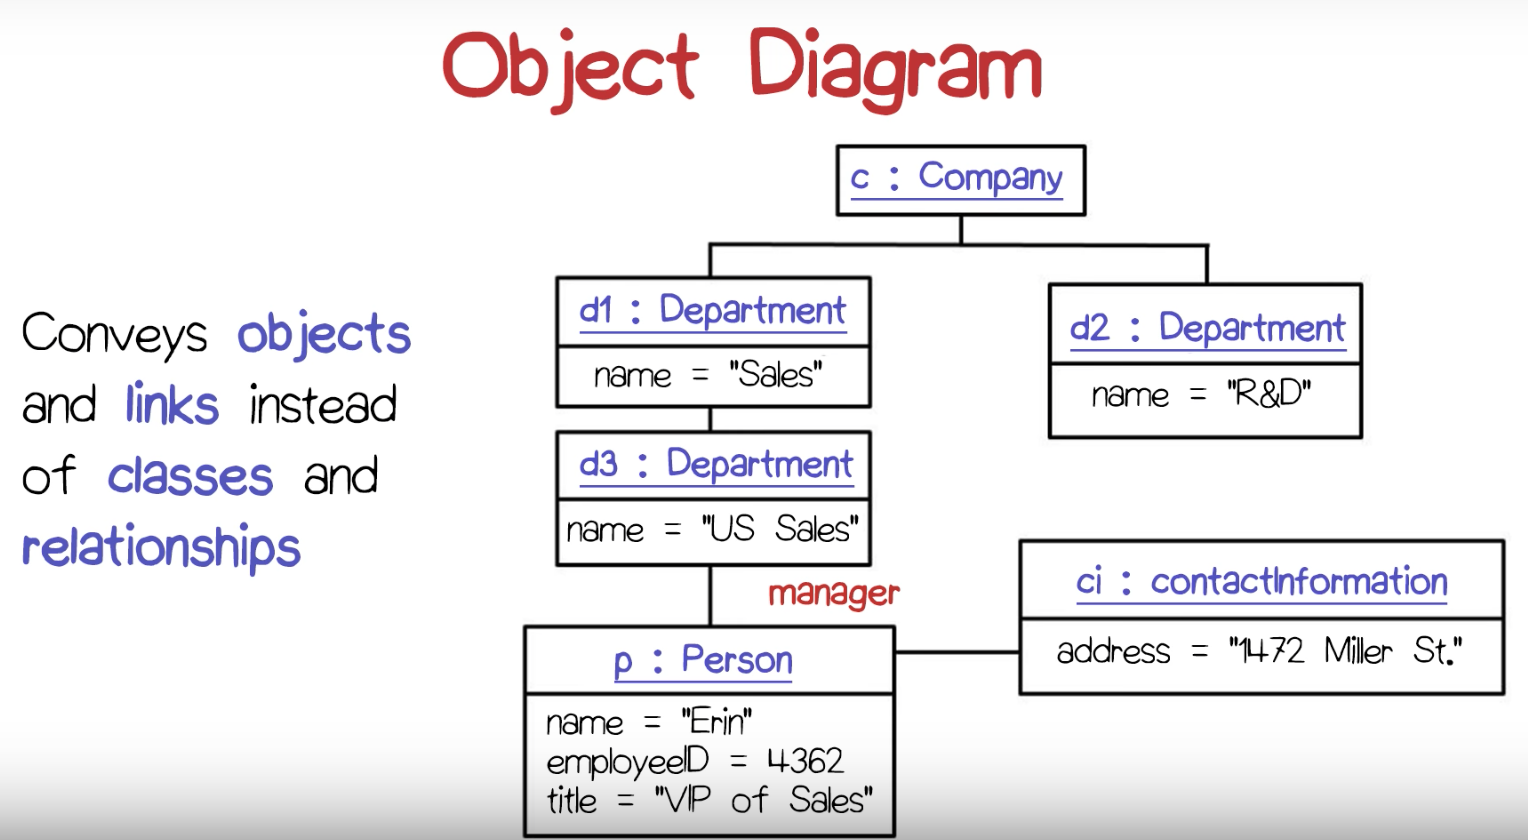 Object Diagram
c : Company
d1 : Department
name = "Sales"
d2 : Department
name = "R&D"
Conveys objects
and links instead
of classes and
relationships
d3 : Department
name = "US Sales"
manager
ci : contactInformation
address = "1472 Miller St."
p : Person
name = "Erin"
employeeID = 4362
title = "VIP of Sales"